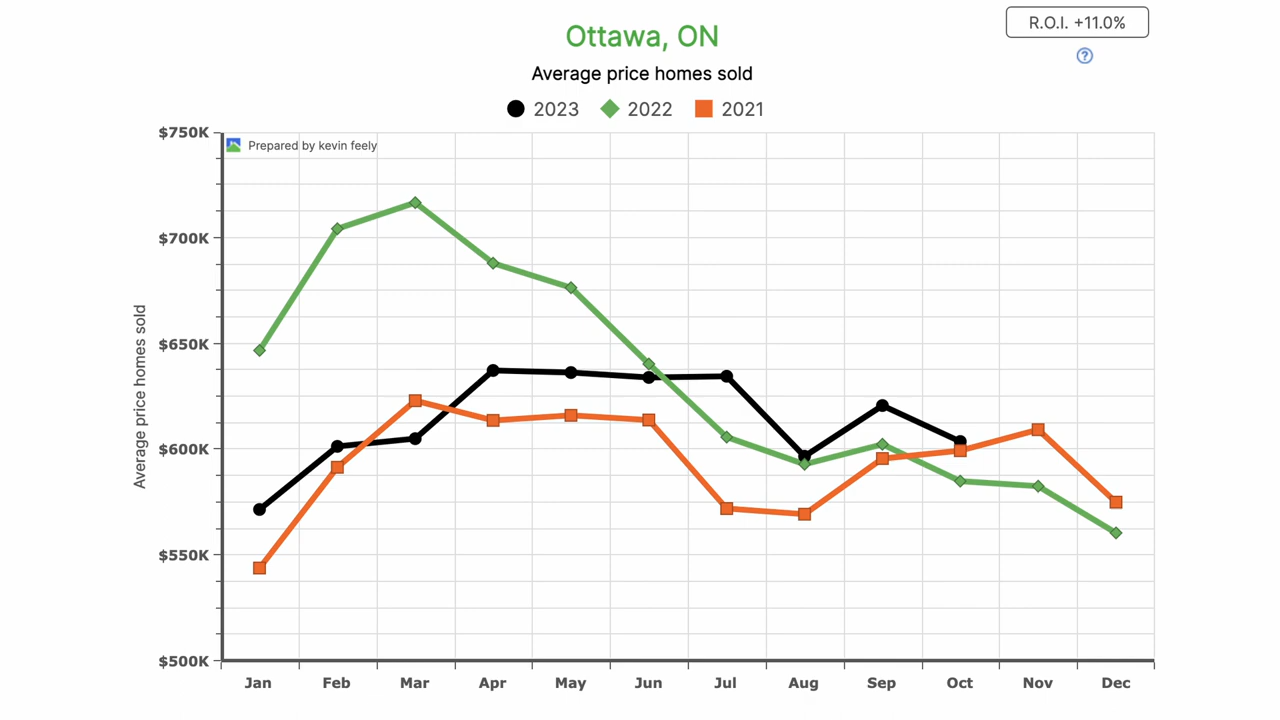 R.O.I. +11.0%
?
Ottawa, ON
Average price homes sold
2023 2022 2021
Prepared by kevin feely
$750K
$700K
$650K
$600K
$550K
$500K
Average price homes sold
Jan Feb Mar Apr May Jun Jul Aug Sep Oct Nov Dec